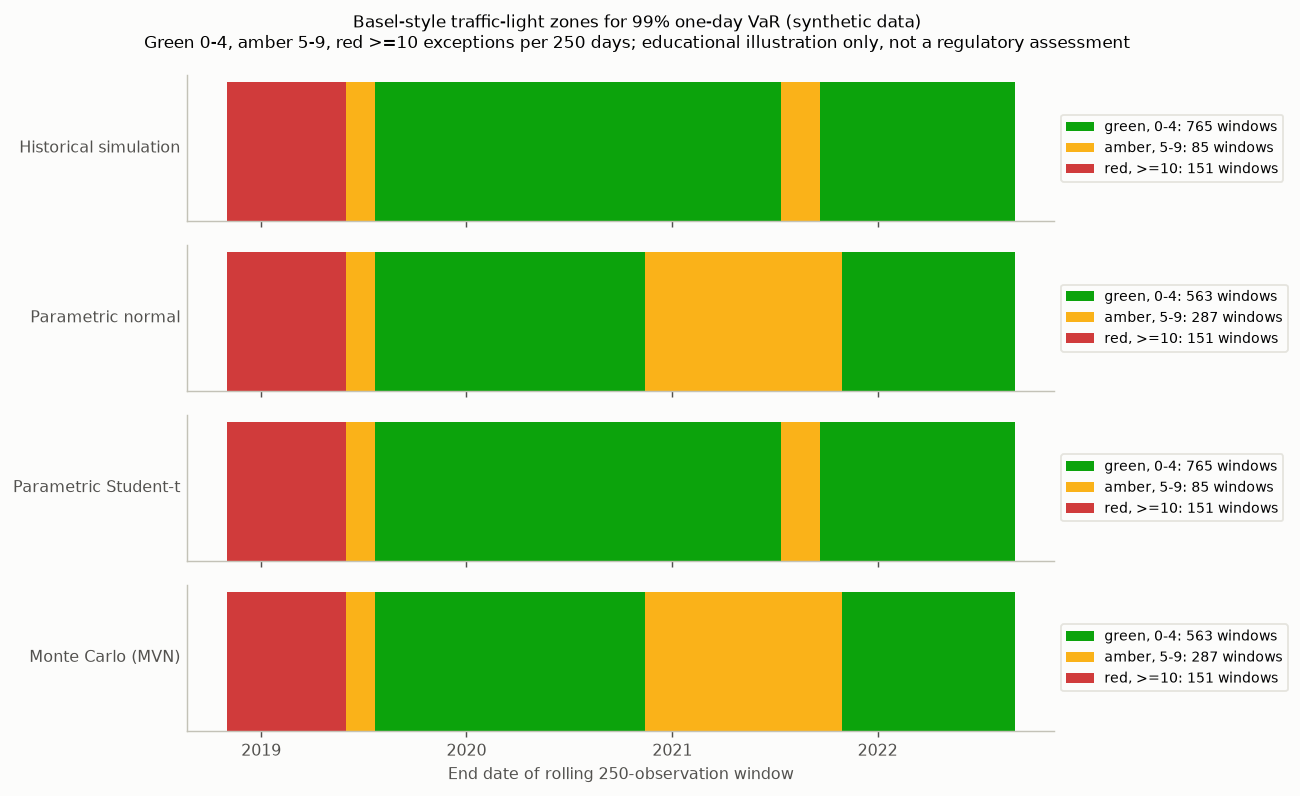 Basel-style traffic-light zones for 99% one-day VaR (synthetic data)
Green 0-4, amber 5-9, red >=10 exceptions per 250 days; educational illustration only, not a regulatory assessment
Historical simulation
green, 0-4: 765 windows
amber, 5-9: 85 windows
red, >=10: 151 windows
Parametric normal
green, 0-4: 563 windows
amber, 5-9: 287 windows
red, >=10: 151 windows
Parametric Student-t
green, 0-4: 765 windows
amber, 5-9: 85 windows
red, >=10: 151 windows
Monte Carlo (MVN)
green, 0-4: 563 windows
amber, 5-9: 287 windows
red, >=10: 151 windows
2019 2020 2021 2022
End date of rolling 250-observation window